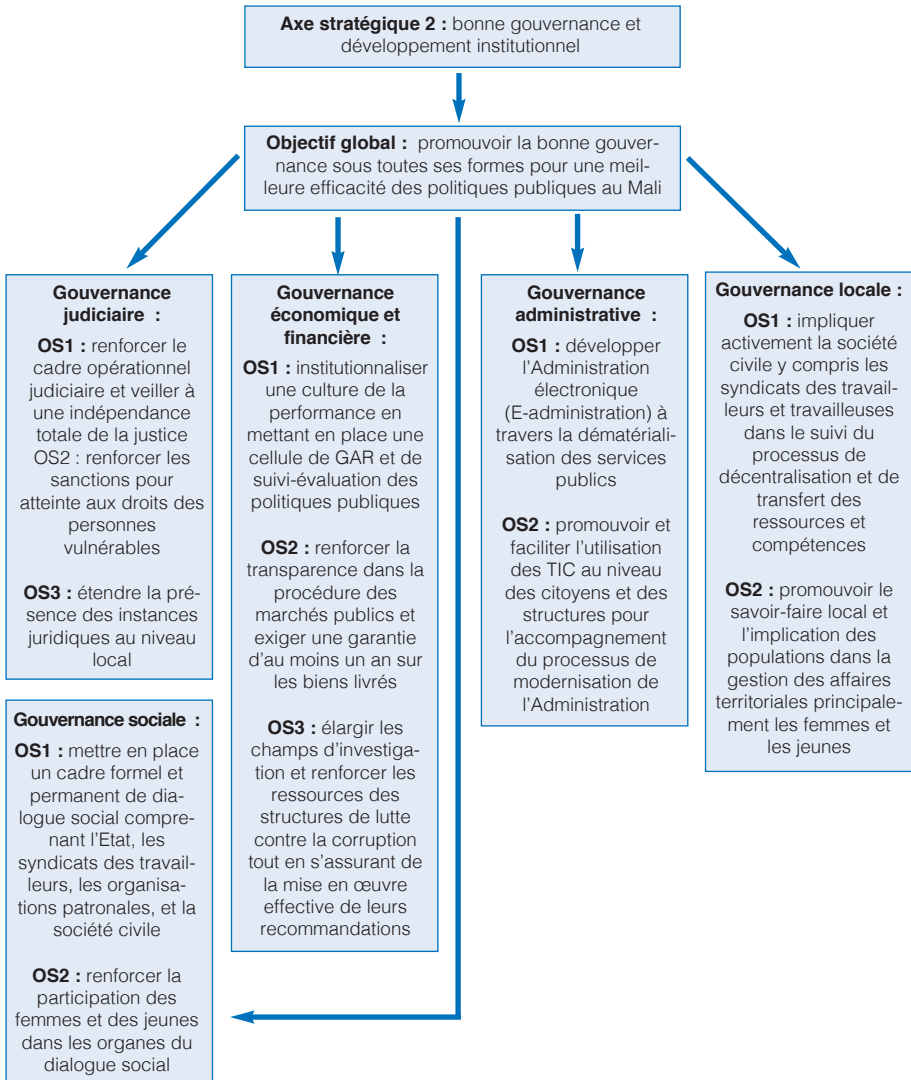 Axe stratégique 2 : bonne gouvernance et
développement institutionnel
Objectif global : promouvoir la bonne gouver-
nance sous toutes ses formes pour une meil-
leure efficacité des politiques publiques au Mali
Gouvernance
judiciaire :
OS1 : renforcer le
cadre opérationnel
judiciaire et veiller à
une indépendance
totale de la justice
OS2 : renforcer les
sanctions pour
atteinte aux droits des
personnes
vulnérables
OS3 : étendre la pré-
sence des instances
juridiques au niveau
local
Gouvernance
économique et
financière :
OS1 : institutionnaliser
une culture de la
performance en
mettant en place une
cellule de GAR et de
suivi-évaluation des
politiques publiques
OS2 : renforcer la
transparence dans la
procédure des
marchés publics et
exiger une garantie
d'au moins un an sur
les biens livrés
OS3 : élargir les
champs d'investiga-
tion et renforcer les
ressources des
structures de lutte
contre la corruption
tout en s'assurant de
la mise en œuvre
effective de leurs
recommandations
Gouvernance
administrative :
OS1 : développer
l'Administration
électronique
(E-administration) à
travers la dématériali-
sation des services
publics
OS2 : promouvoir et
faciliter l'utilisation
des TIC au niveau
des citoyens et des
structures pour
l'accompagnement
du processus de
modernisation de
l'Administration
Gouvernance locale :
OS1 : impliquer
activement la société
civile y compris les
syndicats des travail-
leurs et travailleuses
dans le suivi du
processus de
décentralisation et de
transfert des
ressources et
compétences
OS2 : promouvoir le
savoir-faire local et
l'implication des
populations dans la
gestion des affaires
territoriales principale-
ment les femmes et
les jeunes
Gouvernance sociale :
OS1 : mettre en place
un cadre formel et
permanent de dia-
logue social compre-
nant l'Etat, les
syndicats des travail-
leurs, les organisa-
tions patronales, et la
société civile
OS2 : renforcer la
participation des
femmes et des jeunes
dans les organes du
dialogue social